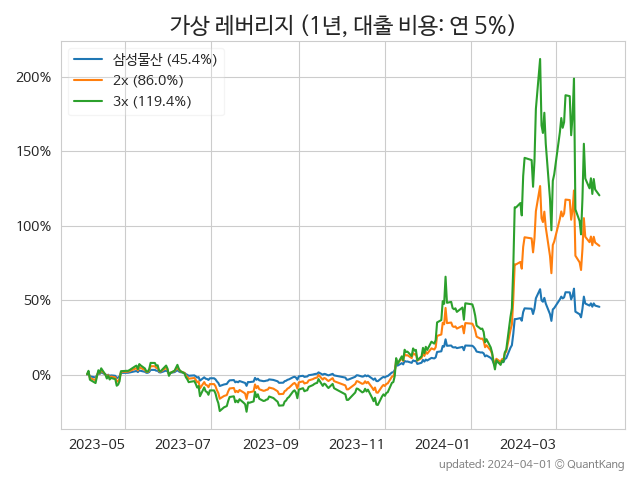 가상 레버리지 (1년, 대출 비용: 연 5%)
삼성물산 (45.4%)
2x (86.0%)
3x (119.4%)
200%
150%
100%
50%
0%
2023-05 2023-07 2023-09 2023-11 2024-01 2024-03
updated: 2024-04-01 © QuantKang